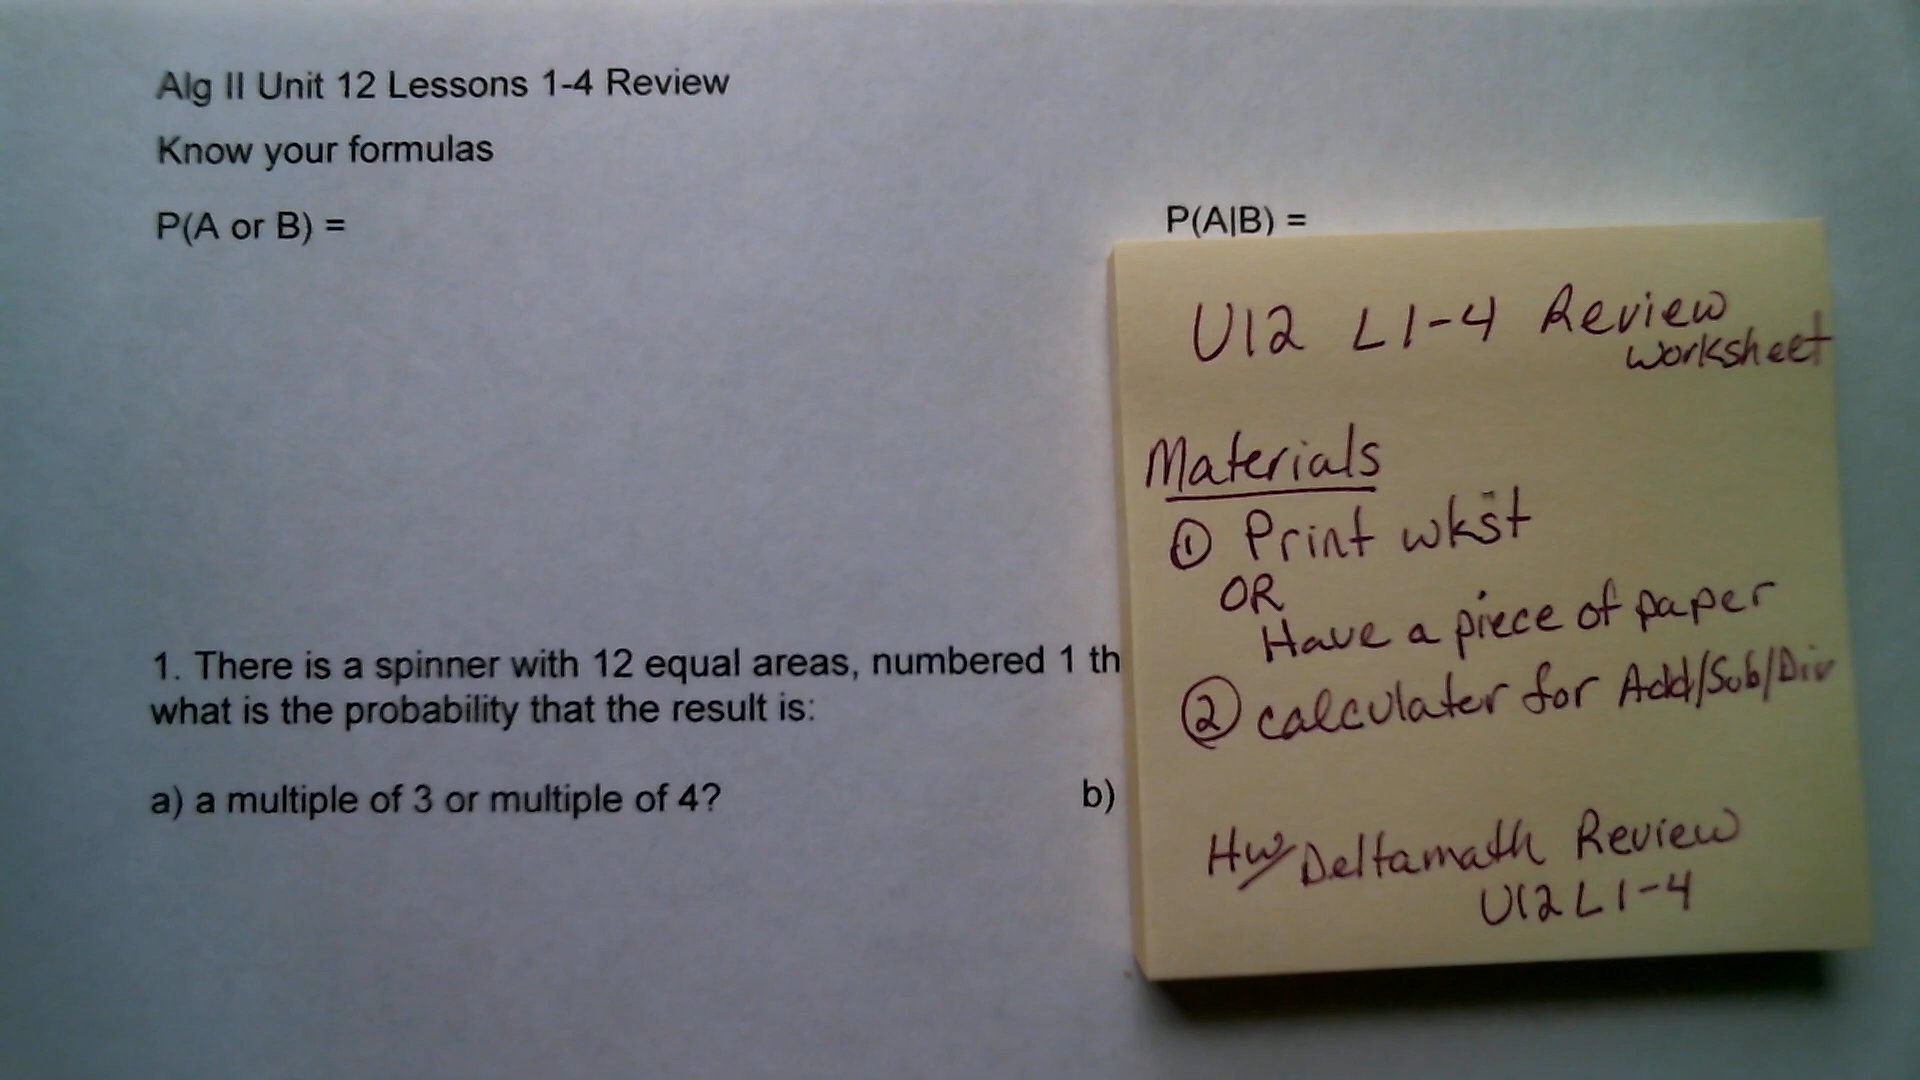 Alg II Unit 12 Lessons 1-4 Review
Know your formulas
P(A or B) =
P(A|B) =
1. There is a spinner with 12 equal areas, numbered 1 th
what is the probability that the result is:
a) a multiple of 3 or multiple of 4?
b)
U12 L1-4 Review
worksheet
Materials
① Print wkst
OR
Have a piece of paper
② calculater for Add/Sub/Div
HW Deltamath Review
U12 L1-4